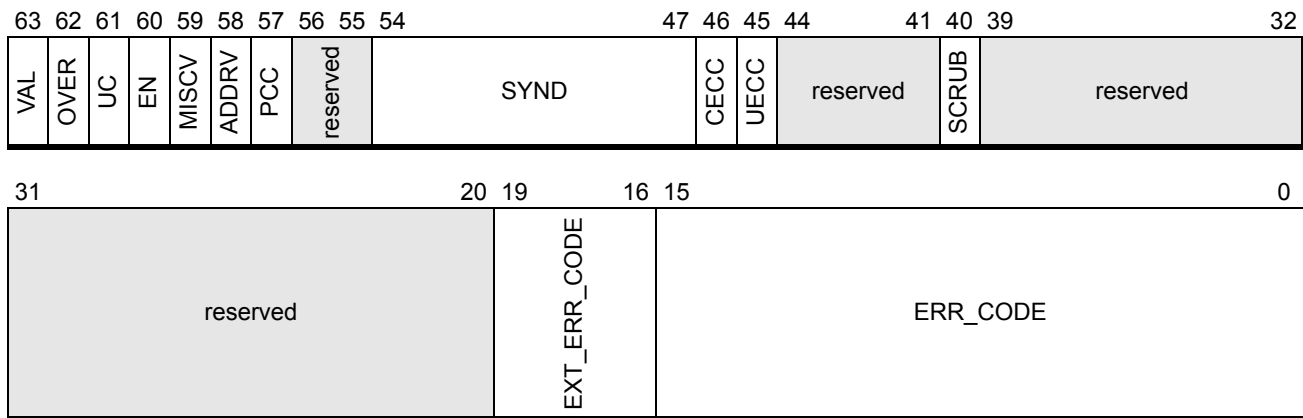 63 62 61 60 59 58 57 56 55 54 47 46 45 44 41 40 39 32
VAL OVER UC EN MISCV ADDRV PCC reserved SYND CECC UECC reserved SCRUB reserved
31 20 19 16 15 0
reserved EXT_ERR_CODE ERR_CODE